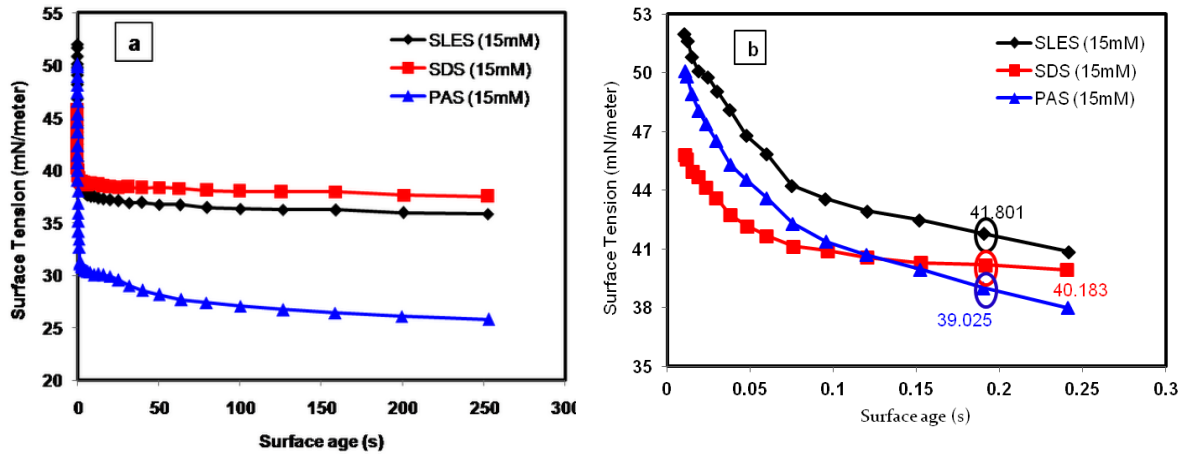 a
SLES (15mM)
SDS (15mM)
PAS (15mM)
Surface Tension (mN/meter)
55
50
45
40
35
30
25
20
0
50
100
150
200
250
300
Surface age (s)
b
SLES (15mM)
SDS (15mM)
PAS (15mM)
Surface Tension (mN/meter)
53
50
47
44
41
38
35
41.801
40.183
39.025
0
0.05
0.1
0.15
0.2
0.25
0.3
Surface age (s)